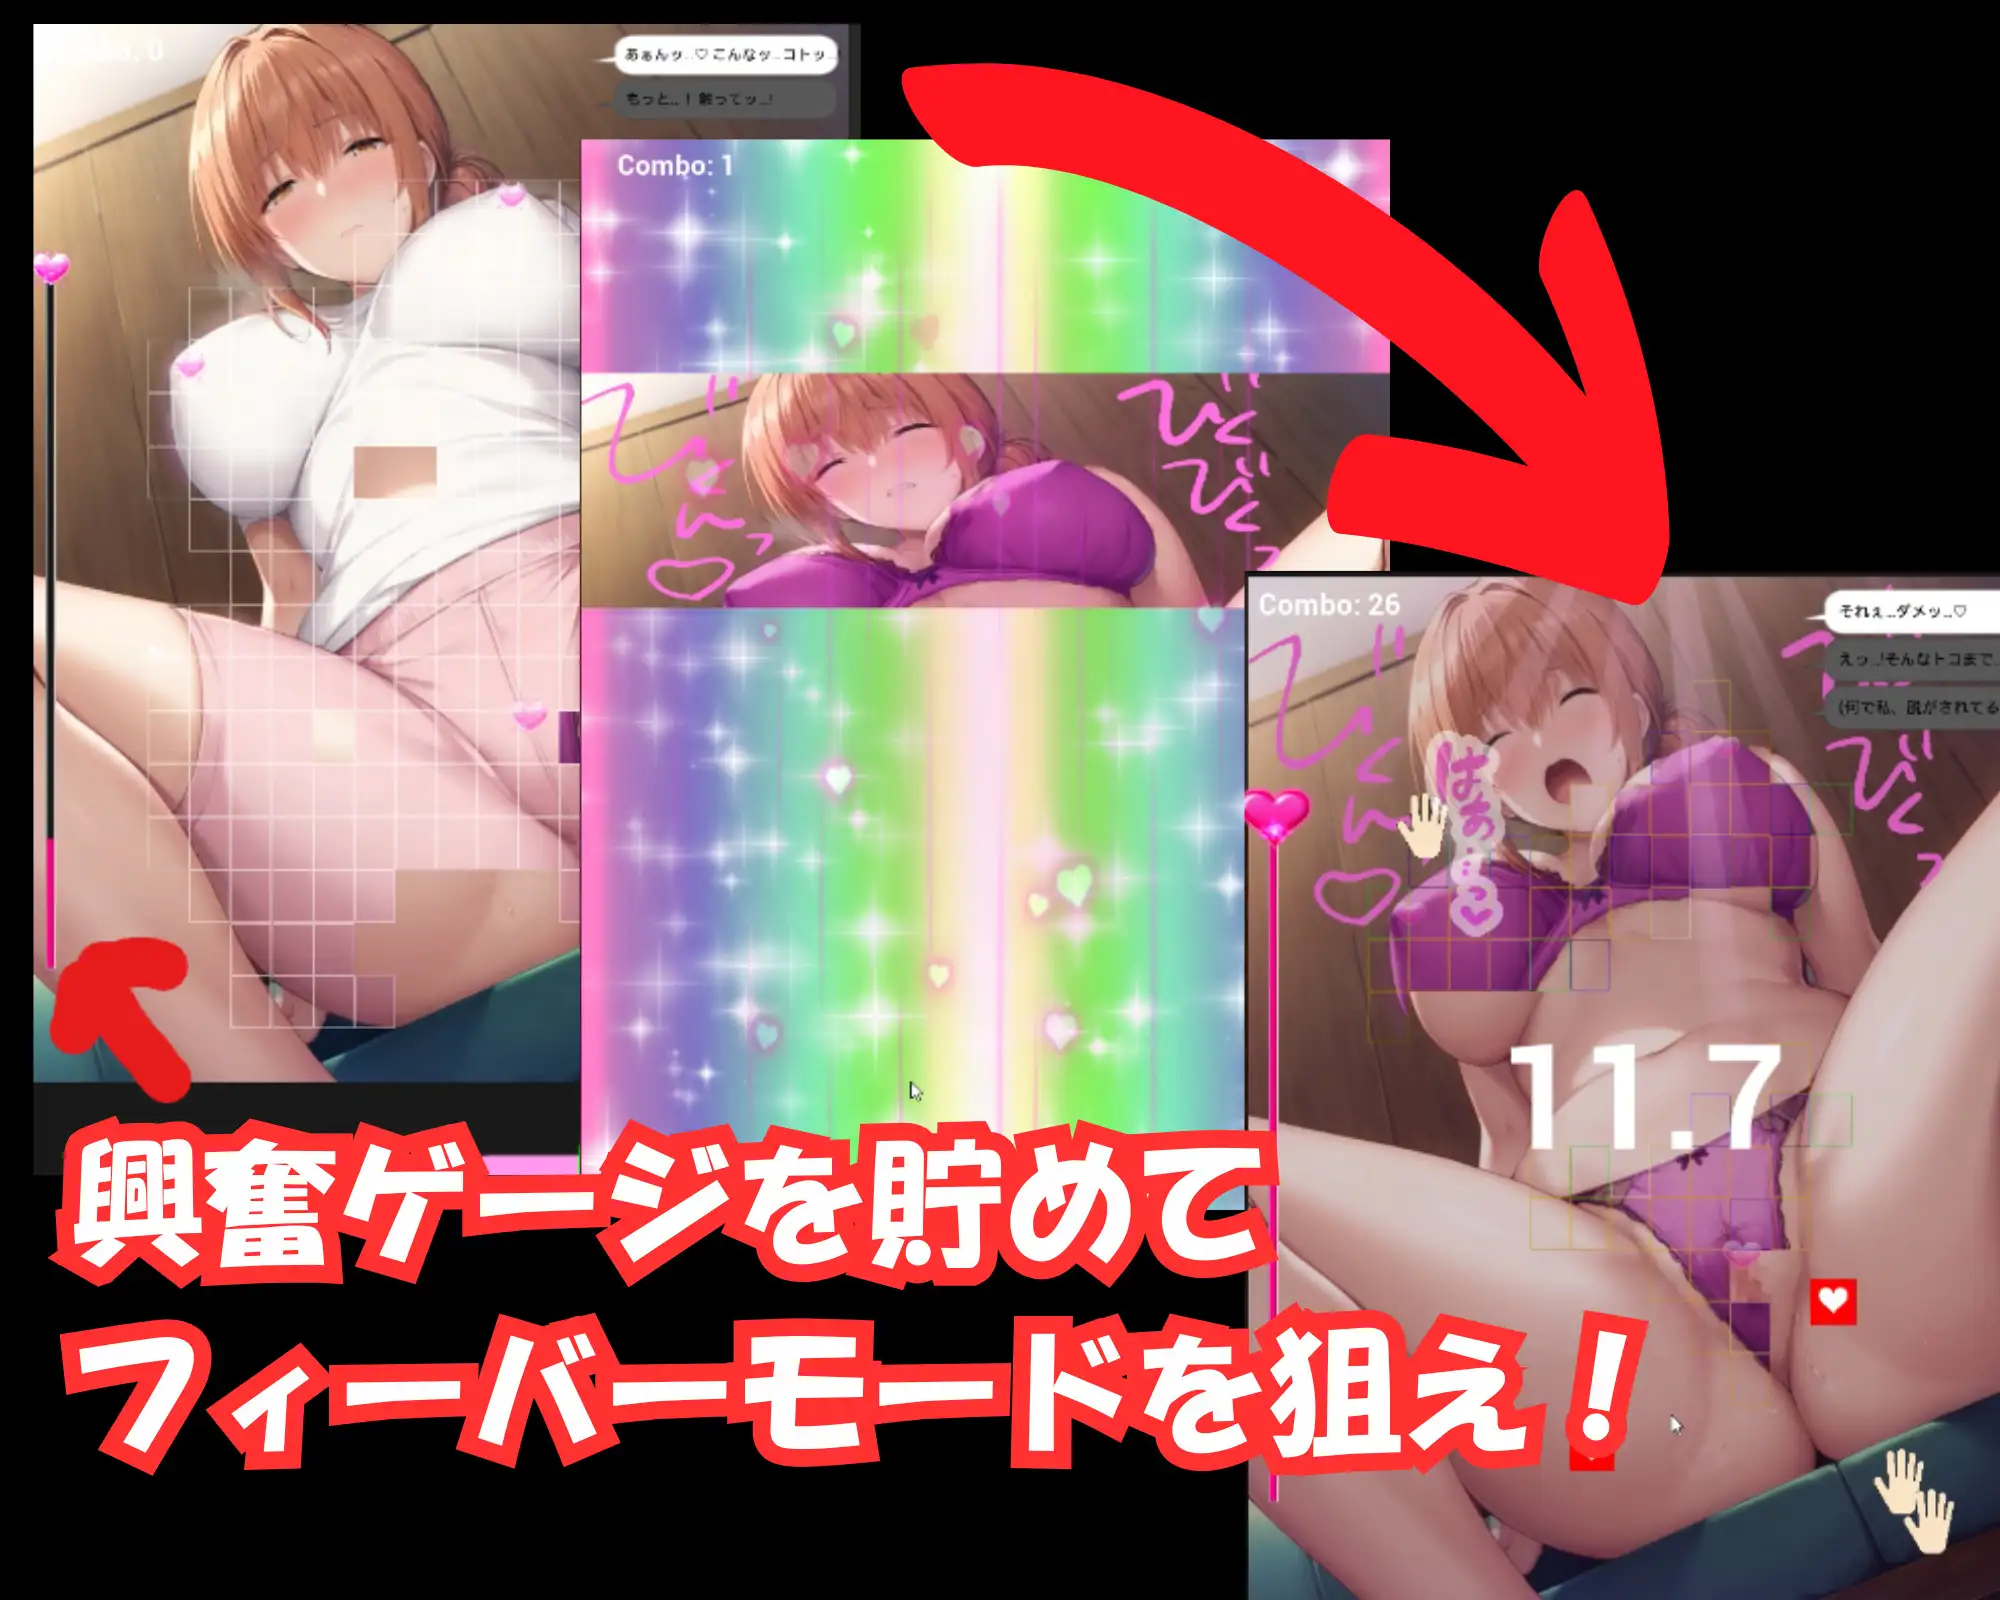 あぁんッ...♡こんなッ...コトッ...
もっと...！ 触ってッ...!
Combo: 1
びくんっ♡
びくびくっ
Combo: 26
それぇ...ダメッ...♡
えっ...!そんなトコまで...
(何で私、脱がされてる
びくんっ♡
びくっ
はぁ…っ♡
11.7
興奮ゲージを貯めて
フィーバーモードを狙え！